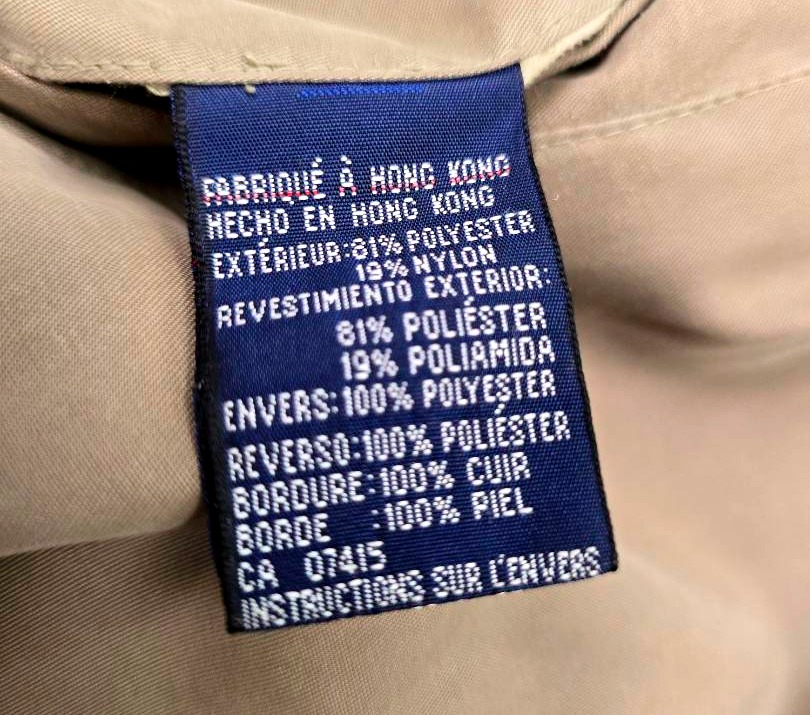 FABRIQUÉ À HONG KONG
HECHO EN HONG KONG
EXTÉRIEUR:81% POLYESTER
19% NYLON
REVESTIMIENTO EXTERIOR:
81% POLIÉSTER
19% POLIAMIDA
ENVERS:100% POLYESTER
REVERSO:100% POLIÉSTER
BORDURE:100% CUIR
BORDE :100% PIEL
CA 07415
INSTRUCTIONS SUR L'ENVERS